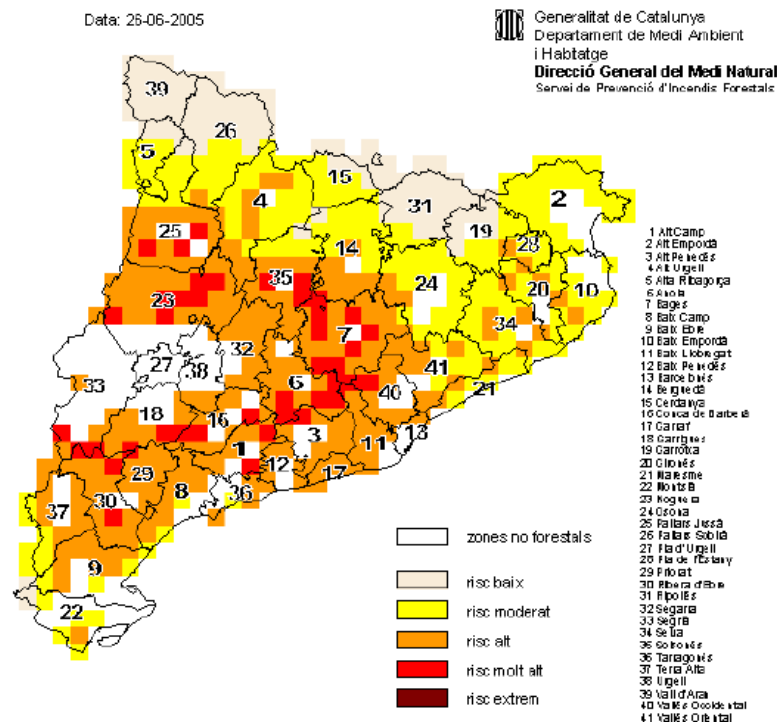 Data: 26-06-2005
Generalitat de Catalunya
Departament de Medi Ambient
i Habitatge
Direcció General del Medi Natural
Servei de Prevenció d'Incendis Forestals
39
26
5
4
15
31
2
19
25
14
28
35
24
20
10
23
7
34
32
41
27
38
6
33
40
21
18
16
3
13
1
11
29
12
17
30
8
36
37
9
22
zones no forestals
risc baix
risc moderat
risc alt
risc molt alt
risc extrem
1 Alt Camp
2 Alt Empordà
3 Alt Penedès
4 Alt Urgell
5 Alta Ribagorça
6 Anoia
7 Bages
8 Baix Camp
9 Baix Ebre
10 Baix Empordà
11 Baix Llobregat
12 Baix Penedès
13 Barcelonès
14 Berguedà
15 Cerdanya
16 Conca de Barberà
17 Garraf
18 Garrigues
19 Garrotxa
20 Gironès
21 Maresme
22 Montsià
23 Noguera
24 Osona
25 Pallars Jussà
26 Pallars Sobirà
27 Pla d'Urgell
28 Pla de l'Estany
29 Priorat
30 Ribera d'Ebre
31 Ripollès
32 Segarra
33 Segrià
34 Selva
35 Solsonès
36 Tarragonès
37 Terra Alta
38 Urgell
39 Vall d'Aran
40 Vallès Occidental
41 Vallès Oriental